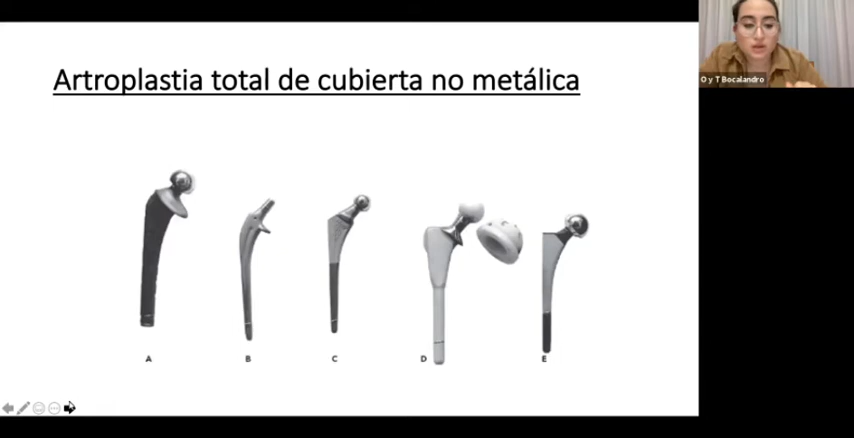 Artroplastia total de cubierta no metálica
O y T Bocalandro
A B C D E